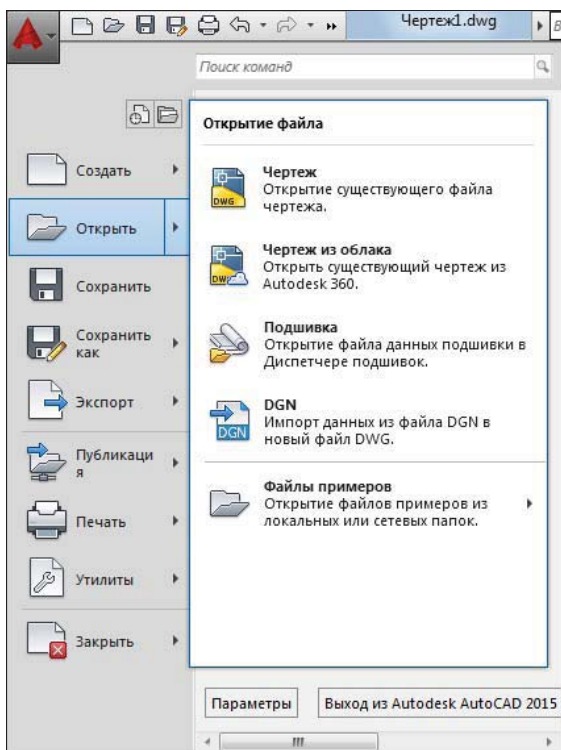 Чертеж1.dwg
Поиск команд
Открытие файла
Создать
Открыть
Сохранить
Сохранить
как
Экспорт
Публикаци
я
Печать
Утилиты
Закрыть
Чертеж
Открытие существующего файла
чертежа.
Чертеж из облака
Открыть существующий чертеж из
Autodesk 360.
Подшивка
Открытие файла данных подшивки в
Диспетчере подшивок.
DGN
Импорт данных из файла DGN в
новый файл DWG.
Файлы примеров
Открытие файлов примеров из
локальных или сетевых папок.
DWG
DGN
Параметры
Выход из Autodesk AutoCAD 2015